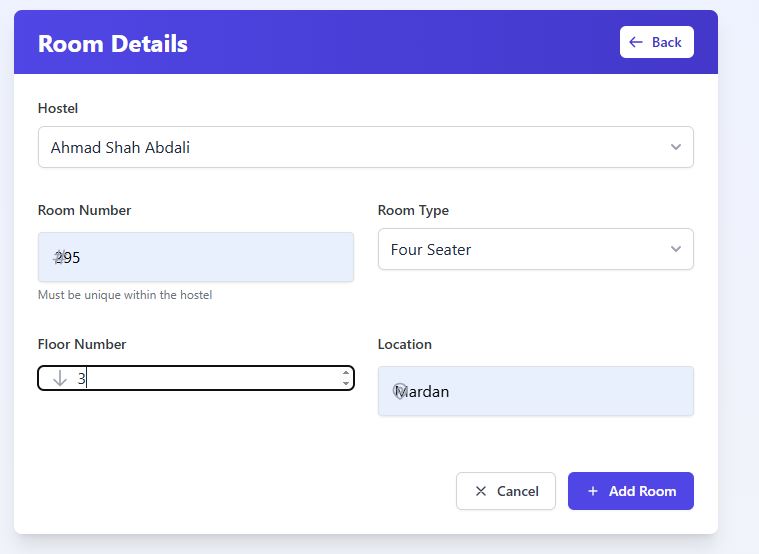 Room Details
Back
Hostel
Ahmad Shah Abdali
Room Number
Room Type
Four Seater
Must be unique within the hostel
Floor Number
Location
3
Mardan
Cancel
Add Room